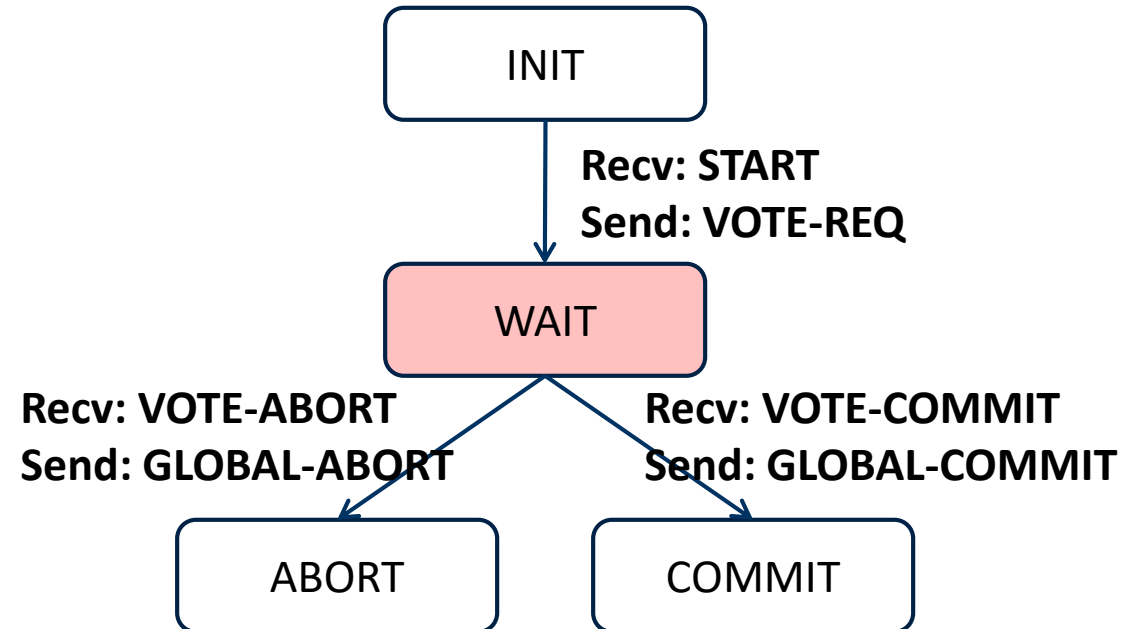 INIT
Recv: START
Send: VOTE-REQ
WAIT
Recv: VOTE-ABORT
Send: GLOBAL-ABORT
Recv: VOTE-COMMIT
Send: GLOBAL-COMMIT
ABORT
COMMIT